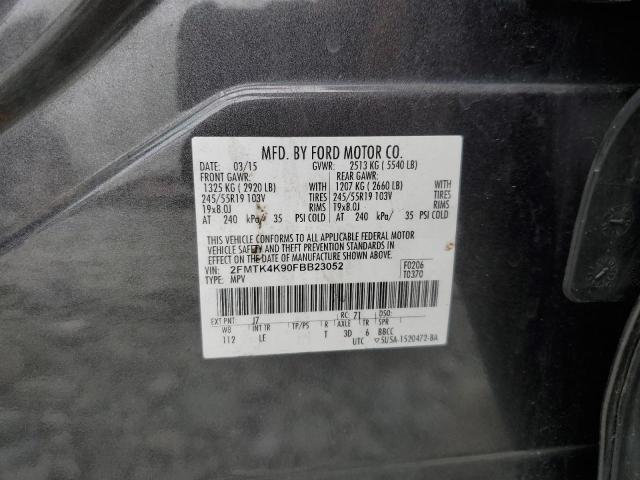 MFD. BY FORD MOTOR CO.
DATE: 03/15 GVWR: 2513 KG ( 5540 LB)
FRONT GAWR: REAR GAWR:
1325 KG ( 2920 LB) WITH 1207 KG ( 2660 LB) WITH
245/55R19 103V TIRES 245/55R19 103V TIRES
19x8.0J RIMS 19x8.0J RIMS
AT 240 kPa/ 35 PSI COLD AT 240 kPa/ 35 PSI COLD
THIS VEHICLE CONFORMS TO ALL APPLICABLE FEDERAL MOTOR
VEHICLE SAFETY AND THEFT PREVENTION STANDARDS IN
EFFECT ON THE DATE OF MANUFACTURE SHOWN ABOVE.
VIN: 2FMTK4K90FBB23052 F0206
TYPE: MPV T0370
EXT PNT: J7 RC: 71 DSO:
WB INT TR TP/PS R AXLE TR SPR
112 LE T 3D 6 BBCC
UTC ▽5USA-1520472-BA